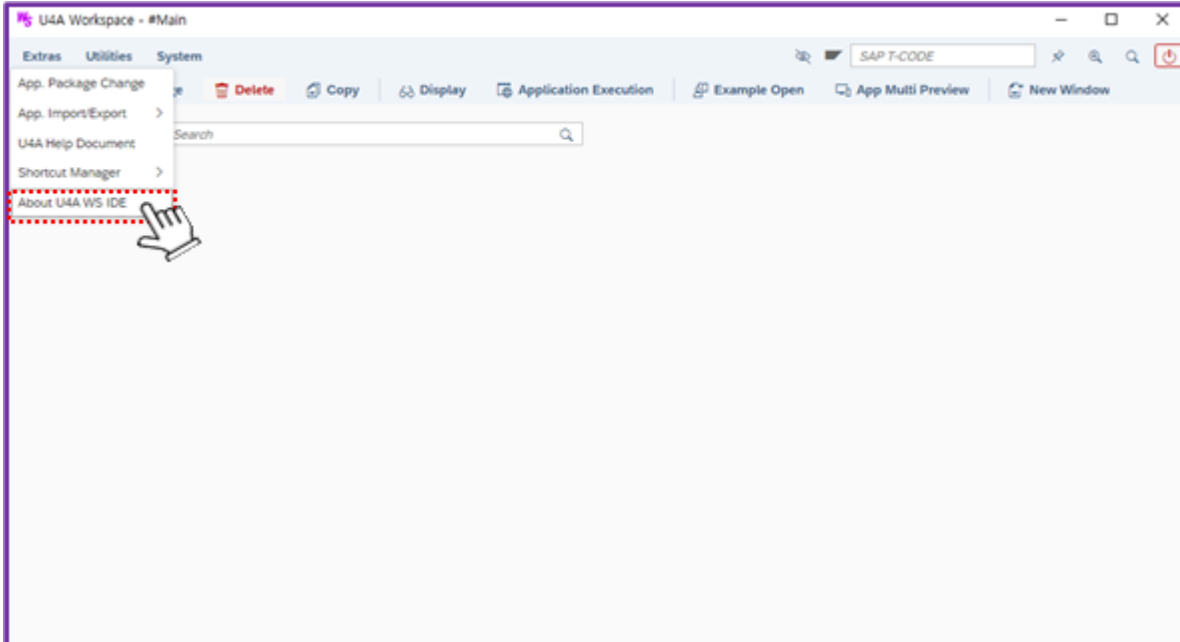 U4A Workspace - #Main
Extras Utilities System SAP T-CODE
App. Package Change
Delete Copy Display Application Execution Example Open App Multi Preview New Window
App. Import/Export
Search
U4A Help Document
Shortcut Manager
About U4A WS IDE